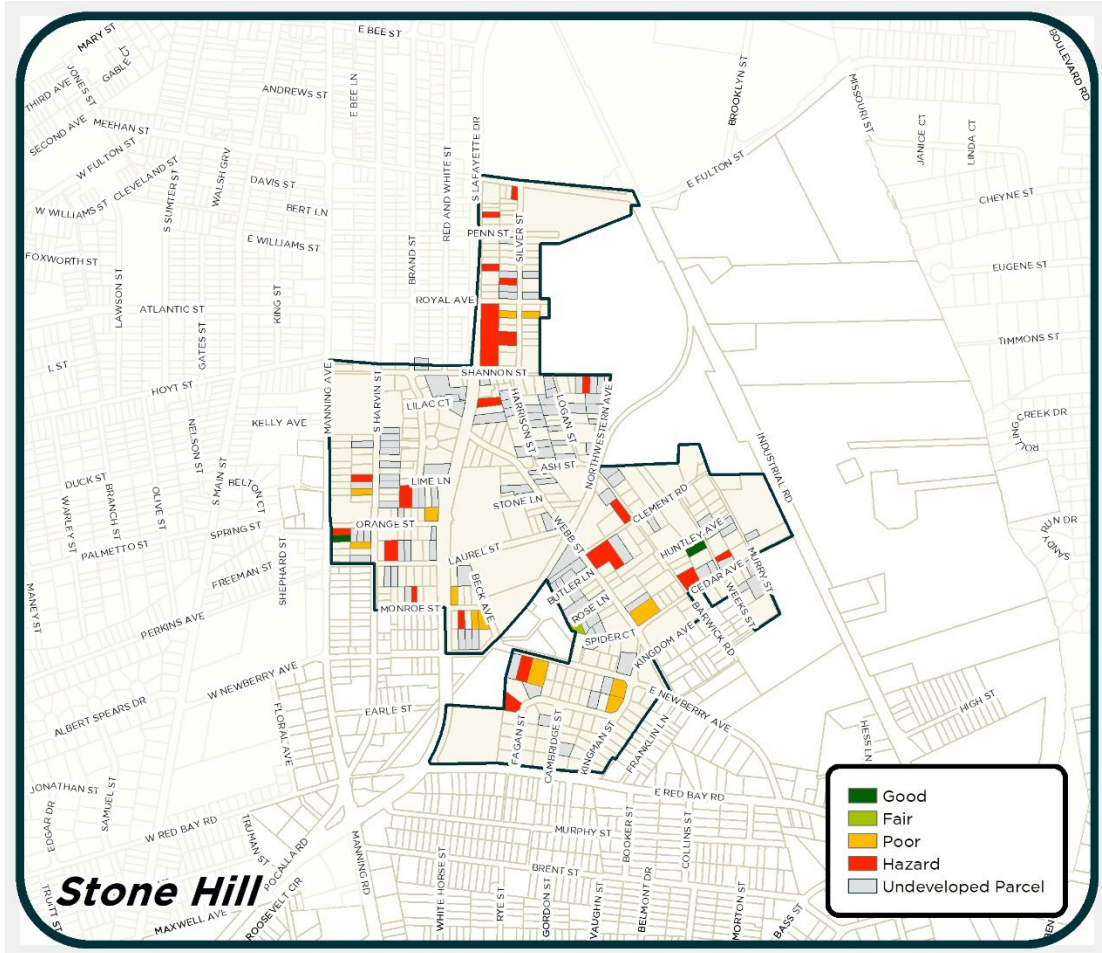 E BEE ST
MARY ST
GABLE CT
JONES ST
THIRD AVE
SECOND AVE
MEEHAN ST
W FULTON ST
CLEVELAND ST
W WILLIAMS ST
S SUMTER ST
WALSH GRV
ANDREWS ST
E BEE LN
DAVIS ST
BERT LN
E WILLIAMS ST
FOXWORTH ST
LAWSON ST
ATLANTIC ST
GATES ST
KING ST
BRAND ST
RED AND WHITE ST
S LAFAYETTE DR
PENN ST
SILVER ST
ROYAL AVE
BROOKLYN ST
E FULTON ST
MISSOURI ST
BOULEVARD RD
JANICE CT
LINDA CT
CHEYNE ST
EUGENE ST
TIMMONS ST
CREEK DR
ROLLING
SANDY RUN DR
L ST
HOYT ST
MANNING AVE
S HARVIN ST
SHANNON ST
LILAC CT
HARRISON ST
LOGAN ST
NORTHWESTERN AVE
KELLY AVE
NELSON ST
S MAIN ST
BELTON CT
DUCK ST
WARLEY ST
BRANCH ST
OLIVE ST
PALMETTO ST
SPRING ST
FREEMAN ST
SHEPHARD ST
PERKINS AVE
MANEY ST
LIME LN
ASH ST
STONE LN
ORANGE ST
LAUREL ST
WEBB ST
CLEMENT RD
INDUSTRIAL RD
HUNTLEY AVE
MURRY ST
CEDAR AVE
WEEKS ST
BARWICK RD
BUTLER LN
ROSE LN
SPIDER CT
KINGDOM AVE
BECK AVE
MONROE ST
W NEWBERRY AVE
E NEWBERRY AVE
ALBERT SPEARS DR
FLORAL AVE
EARLE ST
FAGAN ST
CAMBRIDGE ST
KINGMAN ST
FRANKLIN LN
HIGH ST
HESS LN
JONATHAN ST
EDGAR DR
SAMUEL ST
W RED BAY RD
TRUMAN ST
POCALLA RD
MANNING RD
E RED BAY RD
MURPHY ST
BRENT ST
BOOKER ST
COLLINS ST
WHITE HORSE ST
RYE ST
GORDON ST
VAUGHN ST
BELMONT DR
MORTON ST
BASS ST
TRUITT ST
MAXWELL AVE
ROOSEVELT CIR
Stone Hill
Good
Fair
Poor
Hazard
Undeveloped Parcel